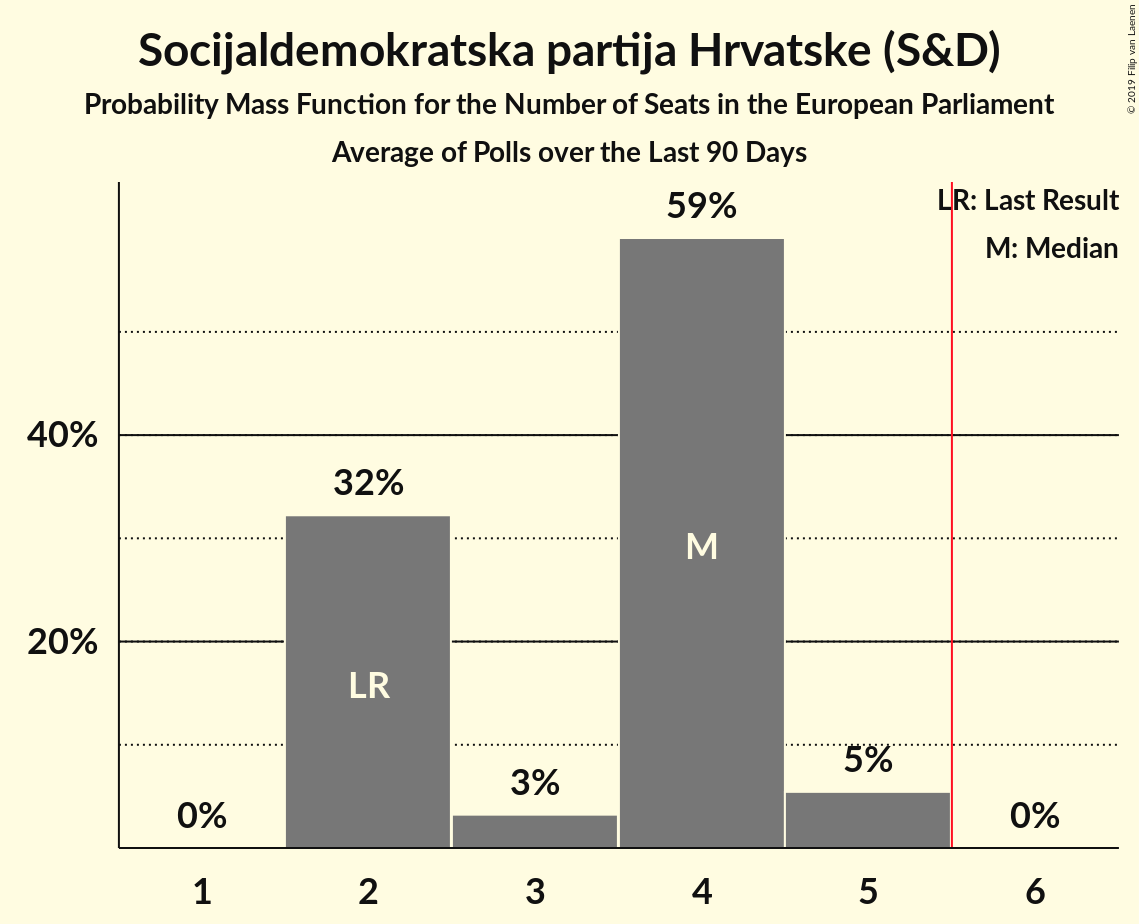 Socijaldemokratska partija Hrvatske (S&D)
Probability Mass Function for the Number of Seats in the European Parliament
Average of Polls over the Last 90 Days
© 2019 Filip van Laenen
LR: Last Result
M: Median
59%
40%
32%
M
20%
LR
5%
3%
0%
0%
1 2 3 4 5 6